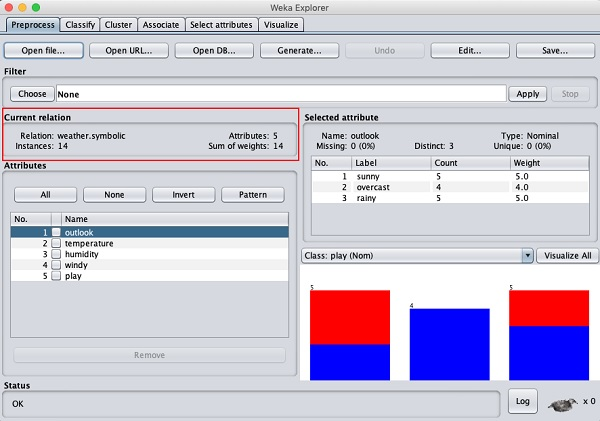 Weka Explorer
Preprocess Classify Cluster Associate Select attributes Visualize
Open file... Open URL... Open DB... Generate... Undo Edit... Save...
Filter
Choose None Apply Stop
Current relation
Relation: weather.symbolic Attributes: 5
Instances: 14 Sum of weights: 14
Attributes
All None Invert Pattern
No. Name
1 outlook
2 temperature
3 humidity
4 windy
5 play
Remove
Selected attribute
Name: outlook Type: Nominal
Missing: 0 (0%) Distinct: 3 Unique: 0 (0%)
No. Label Count Weight
1 sunny 5 5.0
2 overcast 4 4.0
3 rainy 5 5.0
Class: play (Nom) Visualize All
5 4 5
Status
OK Log x 0